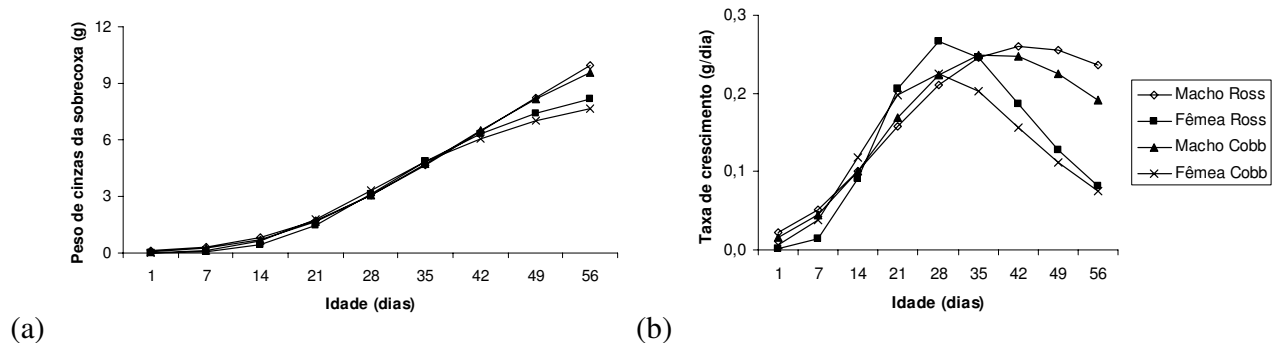 Peso de cinzas da sobrecoxa (g)
12
9
6
3
0
1 7 14 21 28 35 42 49 56
Idade (dias)
(a)
Taxa de crescimento (g/dia)
0,3
0,2
0,1
0,0
1 7 14 21 28 35 42 49 56
Idade (dias)
(b)
Macho Ross
Fêmea Ross
Macho Cobb
Fêmea Cobb